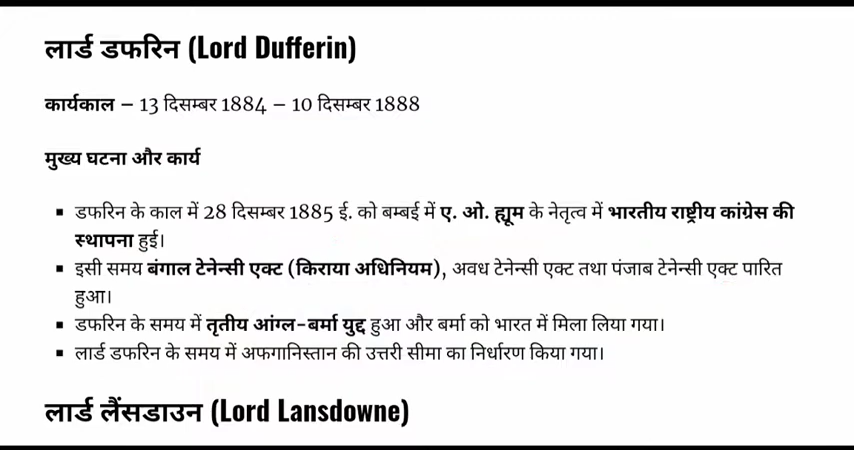 लार्ड डफरिन (Lord Dufferin)
कार्यकाल – 13 दिसम्बर 1884 – 10 दिसम्बर 1888
मुख्य घटना और कार्य
▪ डफरिन के काल में 28 दिसम्बर 1885 ई. को बम्बई में ए. ओ. ह्यूम के नेतृत्व में भारतीय राष्ट्रीय कांग्रेस की
स्थापना हुई।
▪ इसी समय बंगाल टेनेन्सी एक्ट (किराया अधिनियम), अवध टेनेन्सी एक्ट तथा पंजाब टेनेन्सी एक्ट पारित
हुआ।
▪ डफरिन के समय में तृतीय आंग्ल-बर्मा युद्द हुआ और बर्मा को भारत में मिला लिया गया।
▪ लार्ड डफरिन के समय में अफगानिस्तान की उत्तरी सीमा का निर्धारण किया गया।
लार्ड लैंसडाउन (Lord Lansdowne)